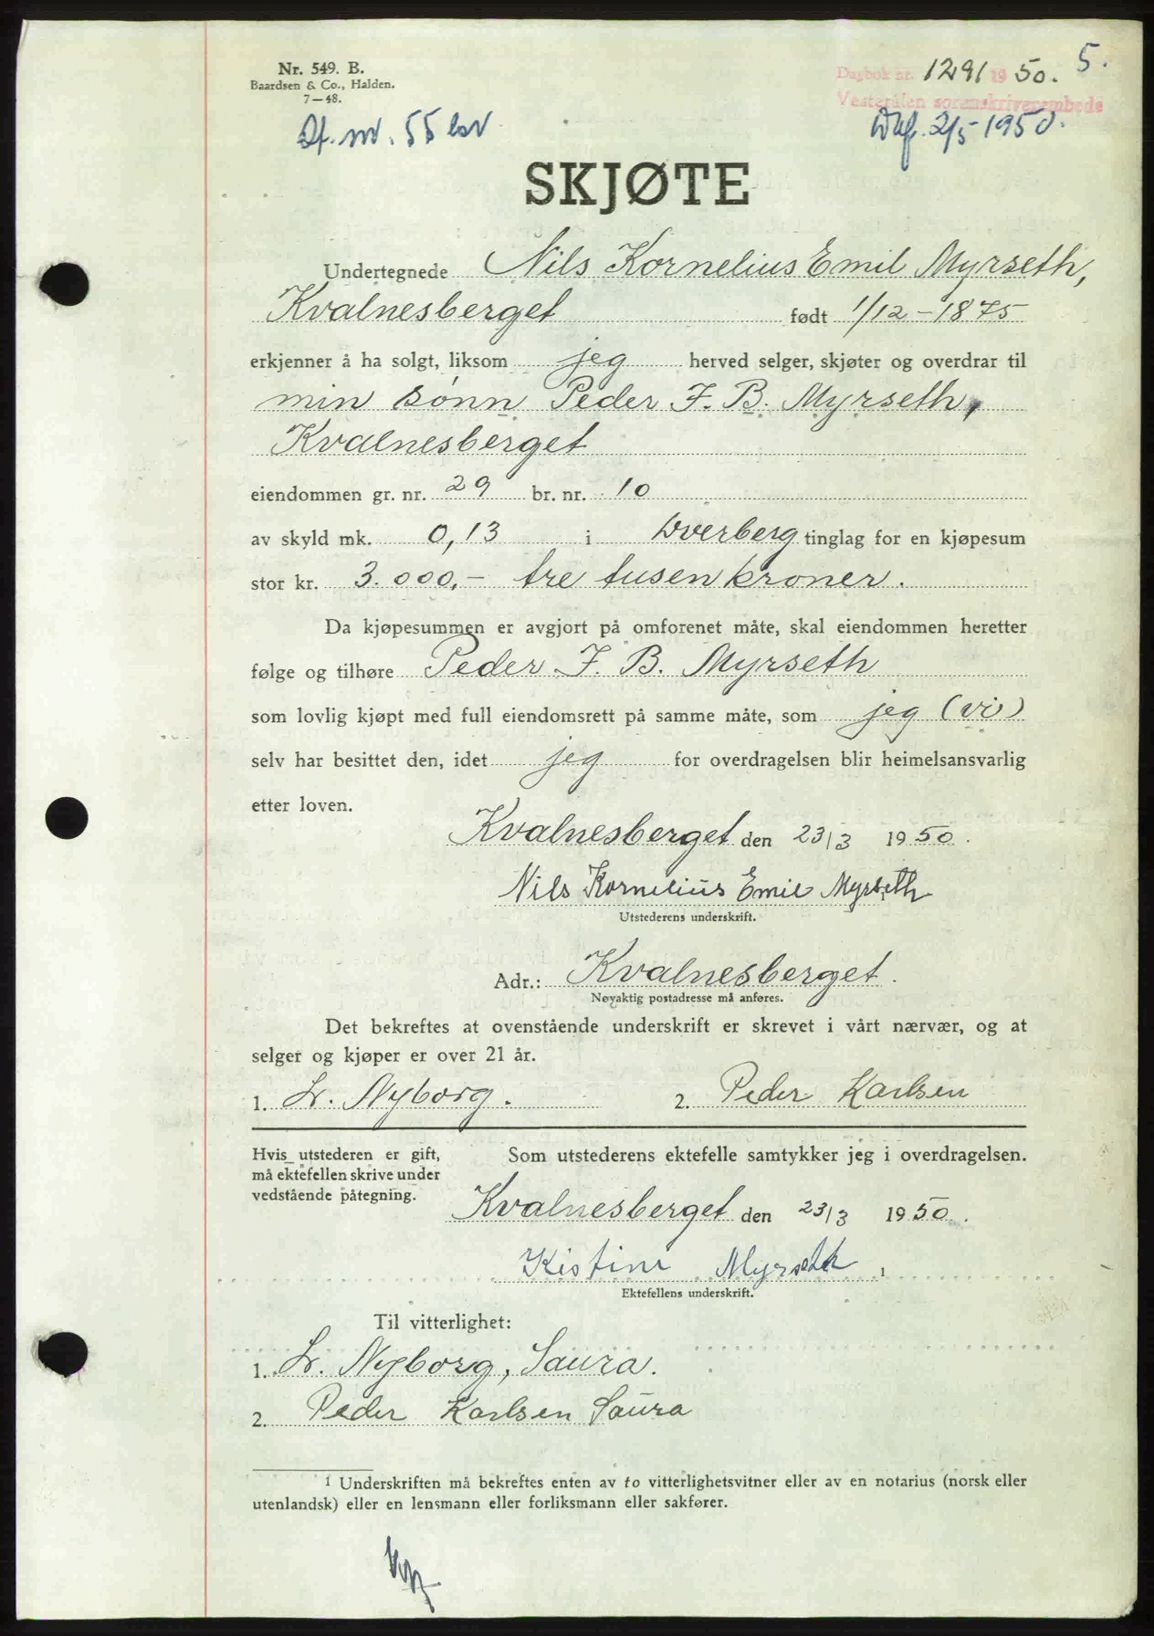 Nr. 549. B.
Baardsen & Co., Halden.
7—48.
Dagbok nr. 1291 1950. 5.
Vesterålen sorenskriverembede
2/5-1950.
SKJØTE
Undertegnede Nils Kornelius Emil Myrseth,
Kvalnesberget født 1/12-1875
erkjenner å ha solgt, liksom jeg herved selger, skjøter og overdrar til
min sønn Peder J. B. Myrseth,
Kvalnesberget
eiendommen gr. nr. 29 br. nr. 10
av skyld mk. 0,13 i Dverberg tinglag for en kjøpesum
stor kr. 3.000,- tre tusen kroner.
Da kjøpesummen er avgjort på omforenet måte, skal eiendommen heretter
følge og tilhøre Peder J. B. Myrseth
som lovlig kjøpt med full eiendomsrett på samme måte, som jeg (vi)
selv har besittet den, idet jeg for overdragelsen blir heimelsansvarlig
etter loven.
Kvalnesberget den 23/3 1950.
Nils Kornelius Emil Myrseth
Utstederens underskrift.
Adr.: Kvalnesberget.
Nøyaktig postadresse må anføres.
Det bekreftes at ovenstående underskrift er skrevet i vårt nærvær, og at
selger og kjøper er over 21 år.
1. Nyborg. 2. Peder Karlsen
Hvis utstederen er gift,
må ektefellen skrive under
vedstående påtegning.
Som utstederens ektefelle samtykker jeg i overdragelsen.
Kvalnesberget den 23/3 1950.
Kistine Myrseth 1
Ektefellens underskrift.
Til vitterlighet:
1. Nyborg, Saura.
2. Peder Karlsen Saura
1 Underskriften må bekreftes enten av to vitterlighetsvitner eller av en notarius (norsk eller
utenlandsk) eller en lensmann eller forliksmann eller sakfører.